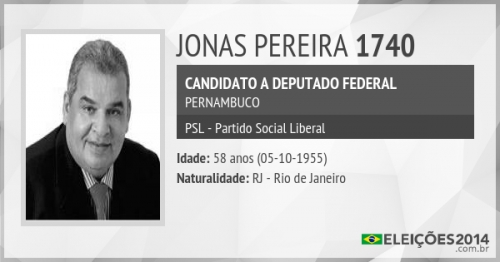 JONAS PEREIRA 1740
CANDIDATO A DEPUTADO FEDERAL
PERNAMBUCO
PSL - Partido Social Liberal
Idade: 58 anos (05-10-1955)
Naturalidade: RJ - Rio de Janeiro
ELEIÇÕES2014
.com.br